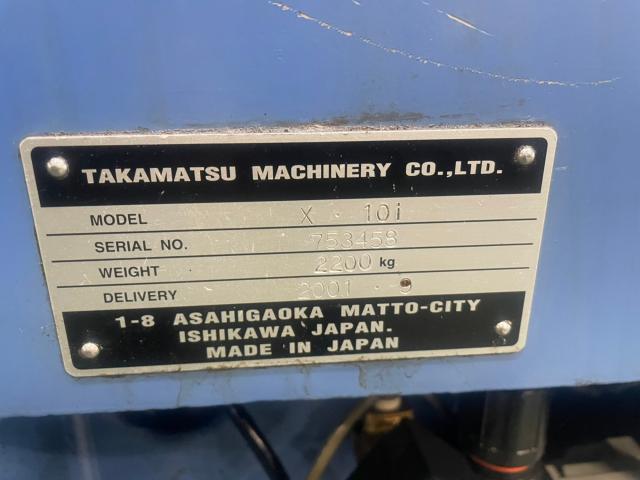 TAKAMATSU MACHINERY CO.,LTD.
MODEL X - 10i
SERIAL NO. 753458
WEIGHT 2200 kg
DELIVERY 2001 .
1-8 ASAHIGAOKA MATTO-CITY
ISHIKAWA JAPAN.
MADE IN JAPAN